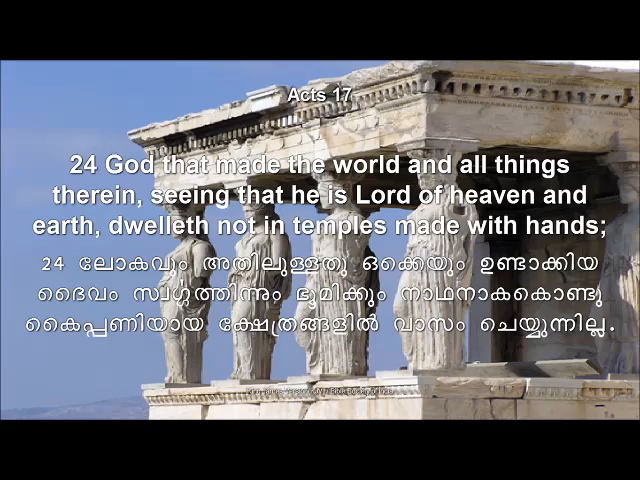 Acts 17
24 God that made the world and all things
therein, seeing that he is Lord of heaven and
earth, dwelleth not in temples made with hands;
24 ലോകവും അതിലുള്ളതു ഒക്കെയും ഉണ്ടാക്കിയ
ദൈവം സ്വർഗ്ഗത്തിന്നും ഭൂമിക്കും നാഥനാകകൊണ്ടു
കൈപ്പണിയായ ക്ഷേത്രങ്ങളിൽ വാസം ചെയ്യുന്നില്ല.